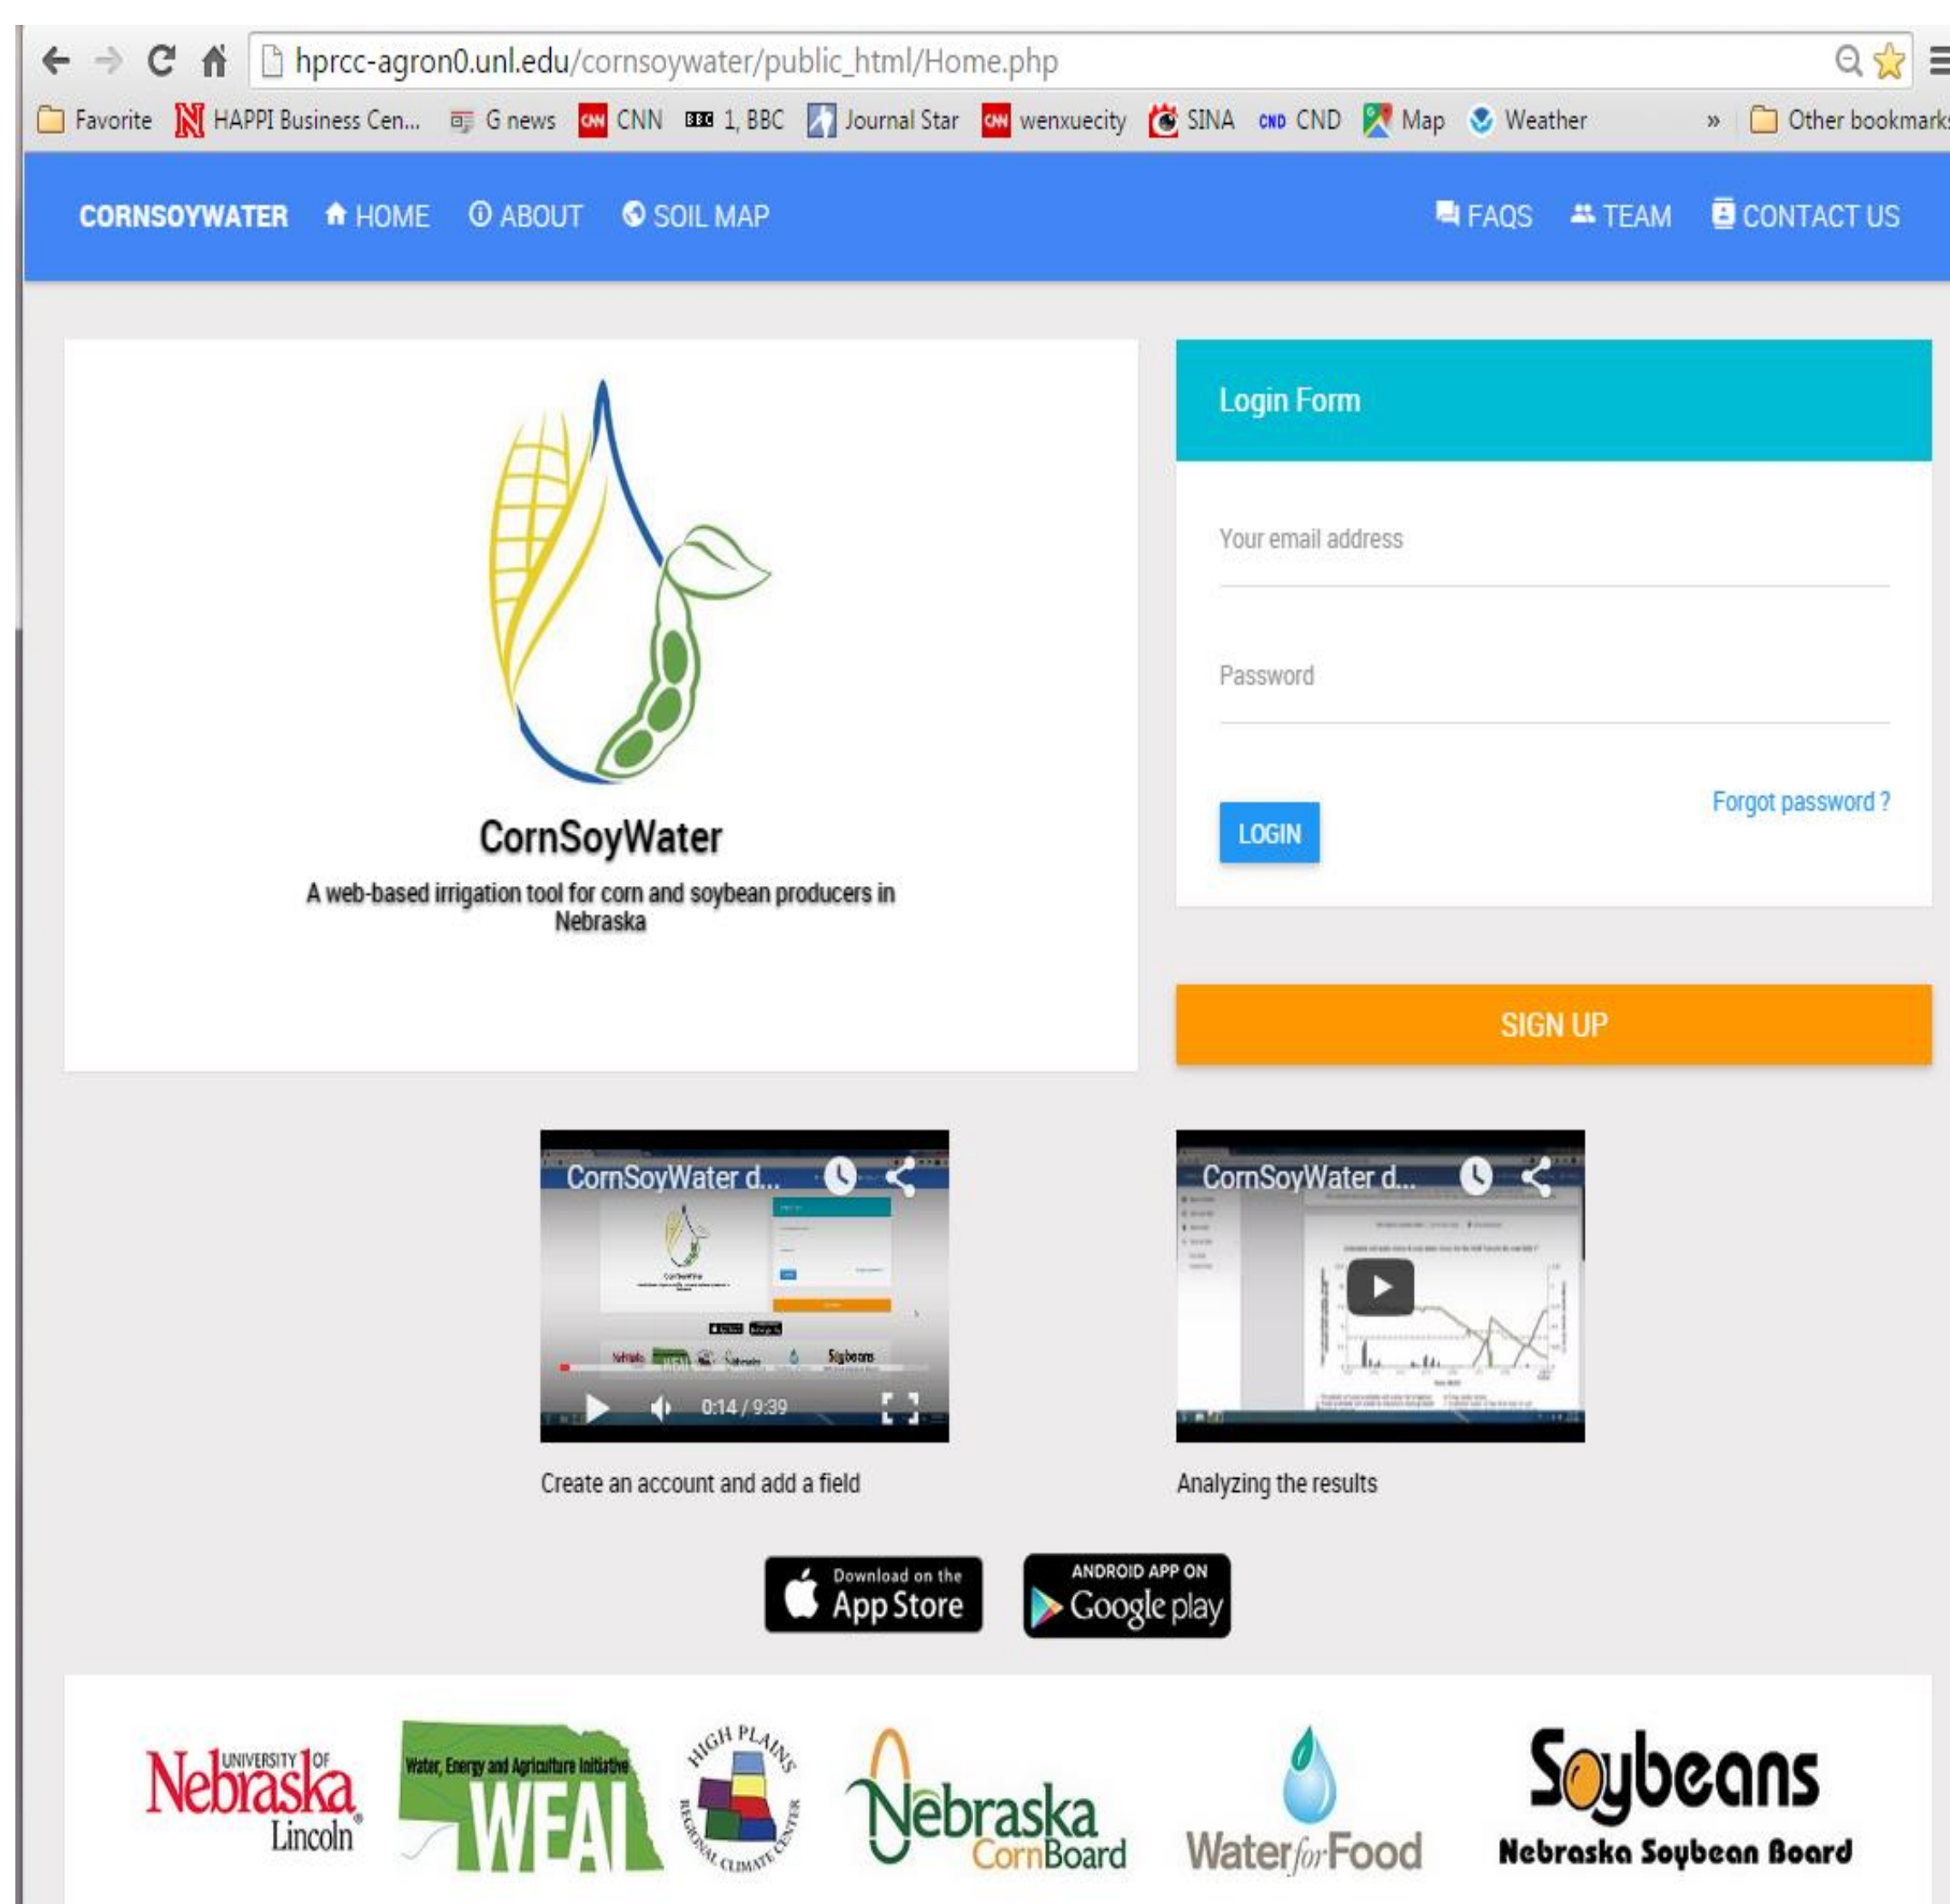 hprcc-agron0.unl.edu/cornsoywater/public_html/Home.php
Favorite HAPPI Business Cen... G news CNN 1, BBC Journal Star wenxuecity SINA CND Map Weather » Other bookmarks
CORNSOYWATER HOME ABOUT SOIL MAP FAQS TEAM CONTACT US
CornSoyWater
A web-based irrigation tool for corn and soybean producers in
Nebraska
Login Form
Your email address
Password
Forgot password ?
LOGIN
SIGN UP
CornSoyWater d...
0:14 / 9:39
Create an account and add a field
CornSoyWater d...
Analyzing the results
Download on the
App Store
ANDROID APP ON
Google play
UNIVERSITY OF
Nebraska
Lincoln®
Water, Energy and Agriculture Initiative
WEAI
HIGH PLAINS
REGIONAL CLIMATE CENTER
Nebraska
CornBoard
Water for Food
Soybeans
Nebraska Soybean Board